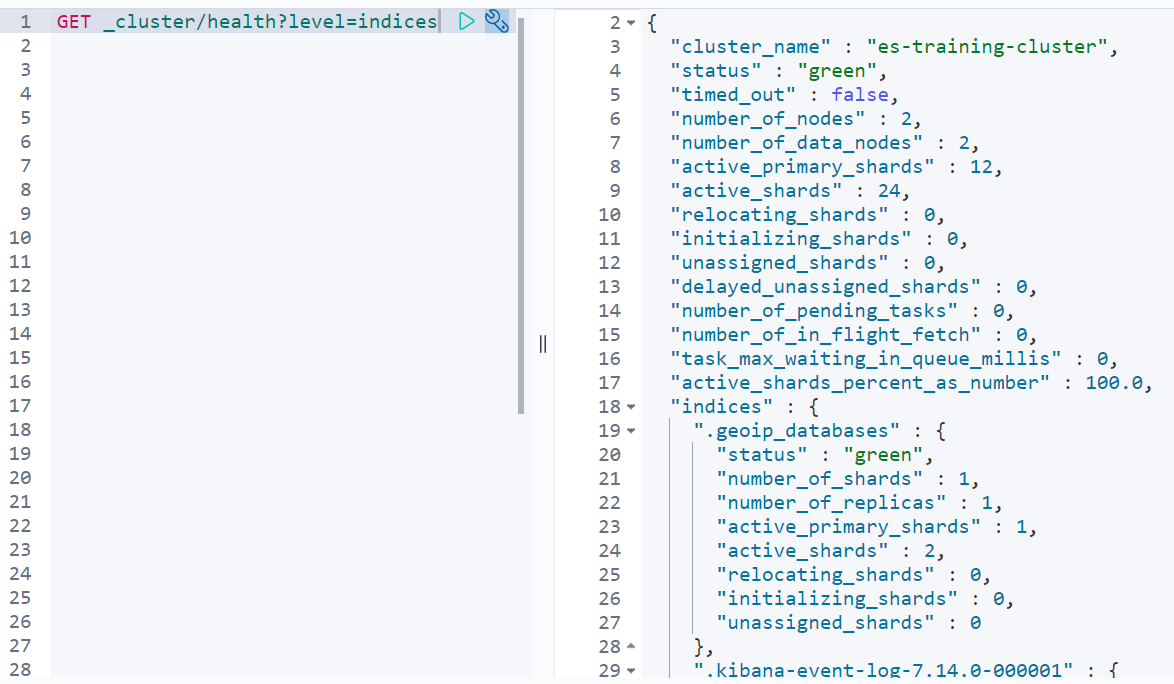 1 GET _cluster/health?level=indices
2
3
4
5
6
7
8
9
10
11
12
13
14
15
16
17
18
19
20
21
22
23
24
25
26
27
28
2 {
3 "cluster_name" : "es-training-cluster",
4 "status" : "green",
5 "timed_out" : false,
6 "number_of_nodes" : 2,
7 "number_of_data_nodes" : 2,
8 "active_primary_shards" : 12,
9 "active_shards" : 24,
10 "relocating_shards" : 0,
11 "initializing_shards" : 0,
12 "unassigned_shards" : 0,
13 "delayed_unassigned_shards" : 0,
14 "number_of_pending_tasks" : 0,
15 "number_of_in_flight_fetch" : 0,
16 "task_max_waiting_in_queue_millis" : 0,
17 "active_shards_percent_as_number" : 100.0,
18 "indices" : {
19 ".geoip_databases" : {
20 "status" : "green",
21 "number_of_shards" : 1,
22 "number_of_replicas" : 1,
23 "active_primary_shards" : 1,
24 "active_shards" : 2,
25 "relocating_shards" : 0,
26 "initializing_shards" : 0,
27 "unassigned_shards" : 0
28 },
29 ".kibana-event-log-7.14.0-000001" : {